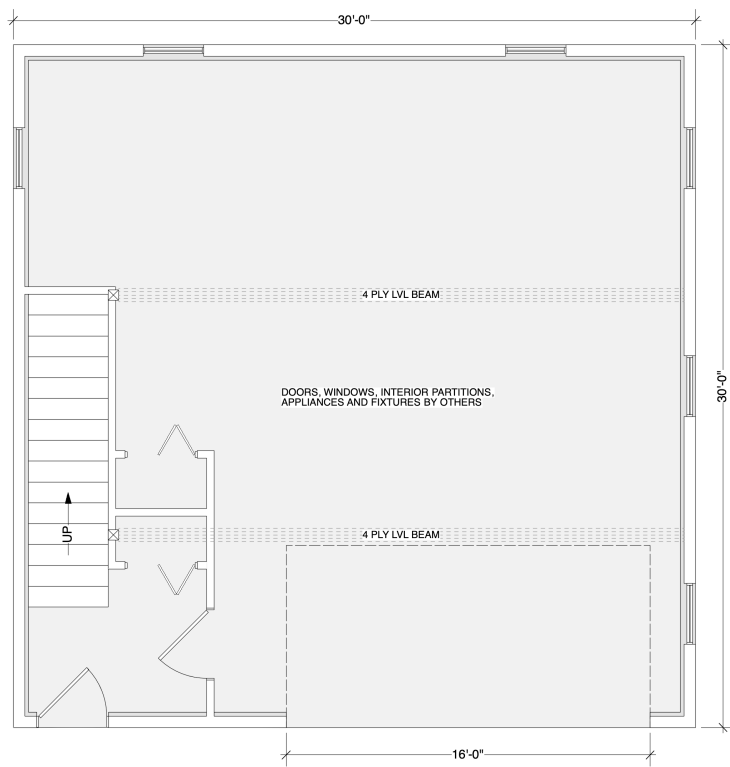 30'-0"
4 PLY LVL BEAM
DOORS, WINDOWS, INTERIOR PARTITIONS,
APPLIANCES AND FIXTURES BY OTHERS
30'-0"
UP
4 PLY LVL BEAM
16'-0"